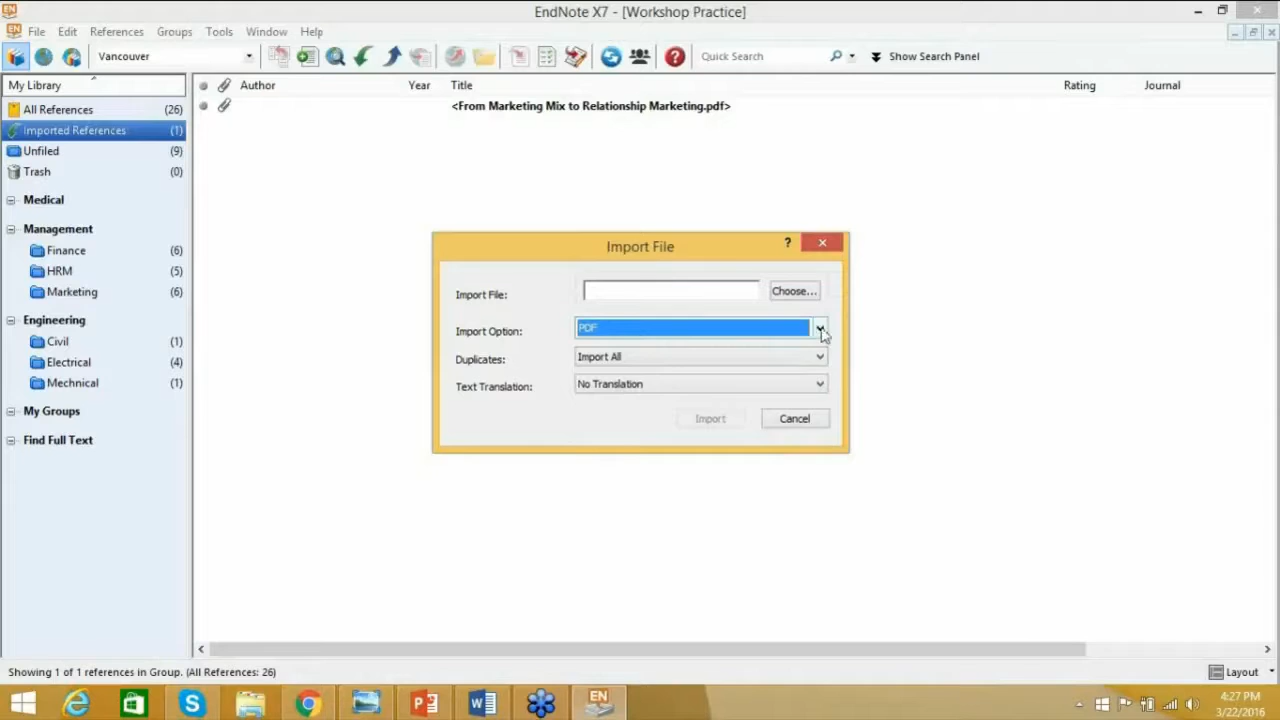 EN
EndNote X7 - [Workshop Practice]
EN
File Edit References Groups Tools Window Help
Vancouver
Quick Search
Show Search Panel
My Library
Author Year Title Rating Journal
All References (26)
<From Marketing Mix to Relationship Marketing.pdf>
Imported References (1)
Unfiled (9)
Trash (0)
Medical
Management
Finance (6)
HRM (5)
Marketing (6)
Engineering
Civil (1)
Electrical (4)
Mechnical (1)
My Groups
Find Full Text
Import File
?
Import File:
Choose...
Import Option:
PDF
Duplicates:
Import All
Text Translation:
No Translation
Import
Cancel
Showing 1 of 1 references in Group. (All References: 26)
Layout
EN
4:27 PM
3/22/2016